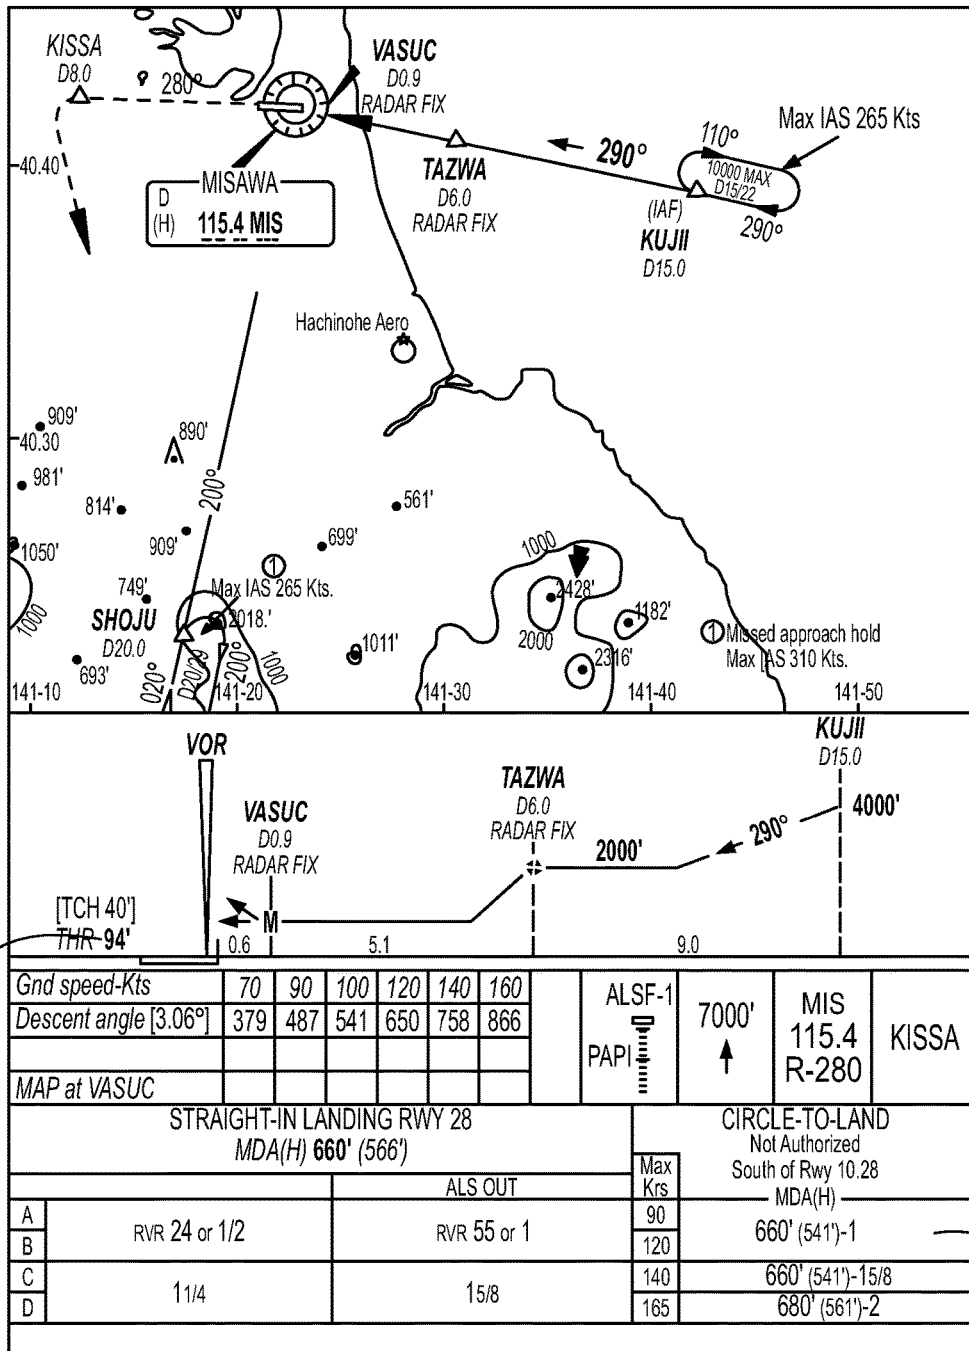 KISSA
D8.0
280°
VASUC
D0.9
RADAR FIX
40.40
MISAWA
D
(H)
115.4 MIS
TAZWA
D6.0
RADAR FIX
290°
110°
Max IAS 265 Kts
10000 MAX
D15/22
(IAF)
290°
KUJII
D15.0
Hachinohe Aero
909'
40.30
890'
981'
200°
814'
561'
909'
699'
1050'
1000
1
749'
Max IAS 265 Kts.
1000
2428'
SHOJU
D20.0
2018.'
1182'
2000
1 Missed approach hold
Max IAS 310 Kts.
693'
020°
D20/29
200°
1000
1011'
2316'
141-10
141-20
141-30
141-40
141-50
VOR
KUJII
D15.0
TAZWA
D6.0
RADAR FIX
VASUC
D0.9
RADAR FIX
4000'
290°
2000'
M
[TCH 40']
THR 94'
0.6
5.1
9.0
Gnd speed-Kts 70 90 100 120 140 160
Descent angle [3.06°] 379 487 541 650 758 866
MAP at VASUC
ALSF-1
PAPI
7000'
MIS
115.4
R-280
KISSA
STRAIGHT-IN LANDING RWY 28
MDA(H) 660' (566')
ALS OUT
CIRCLE-TO-LAND
Not Authorized
South of Rwy 10.28
Max
Krs
MDA(H)
A
B
RVR 24 or 1/2
RVR 55 or 1
90
120
660' (541')-1
C
D
11/4
15/8
140
660' (541')-15/8
165
680' (561')-2